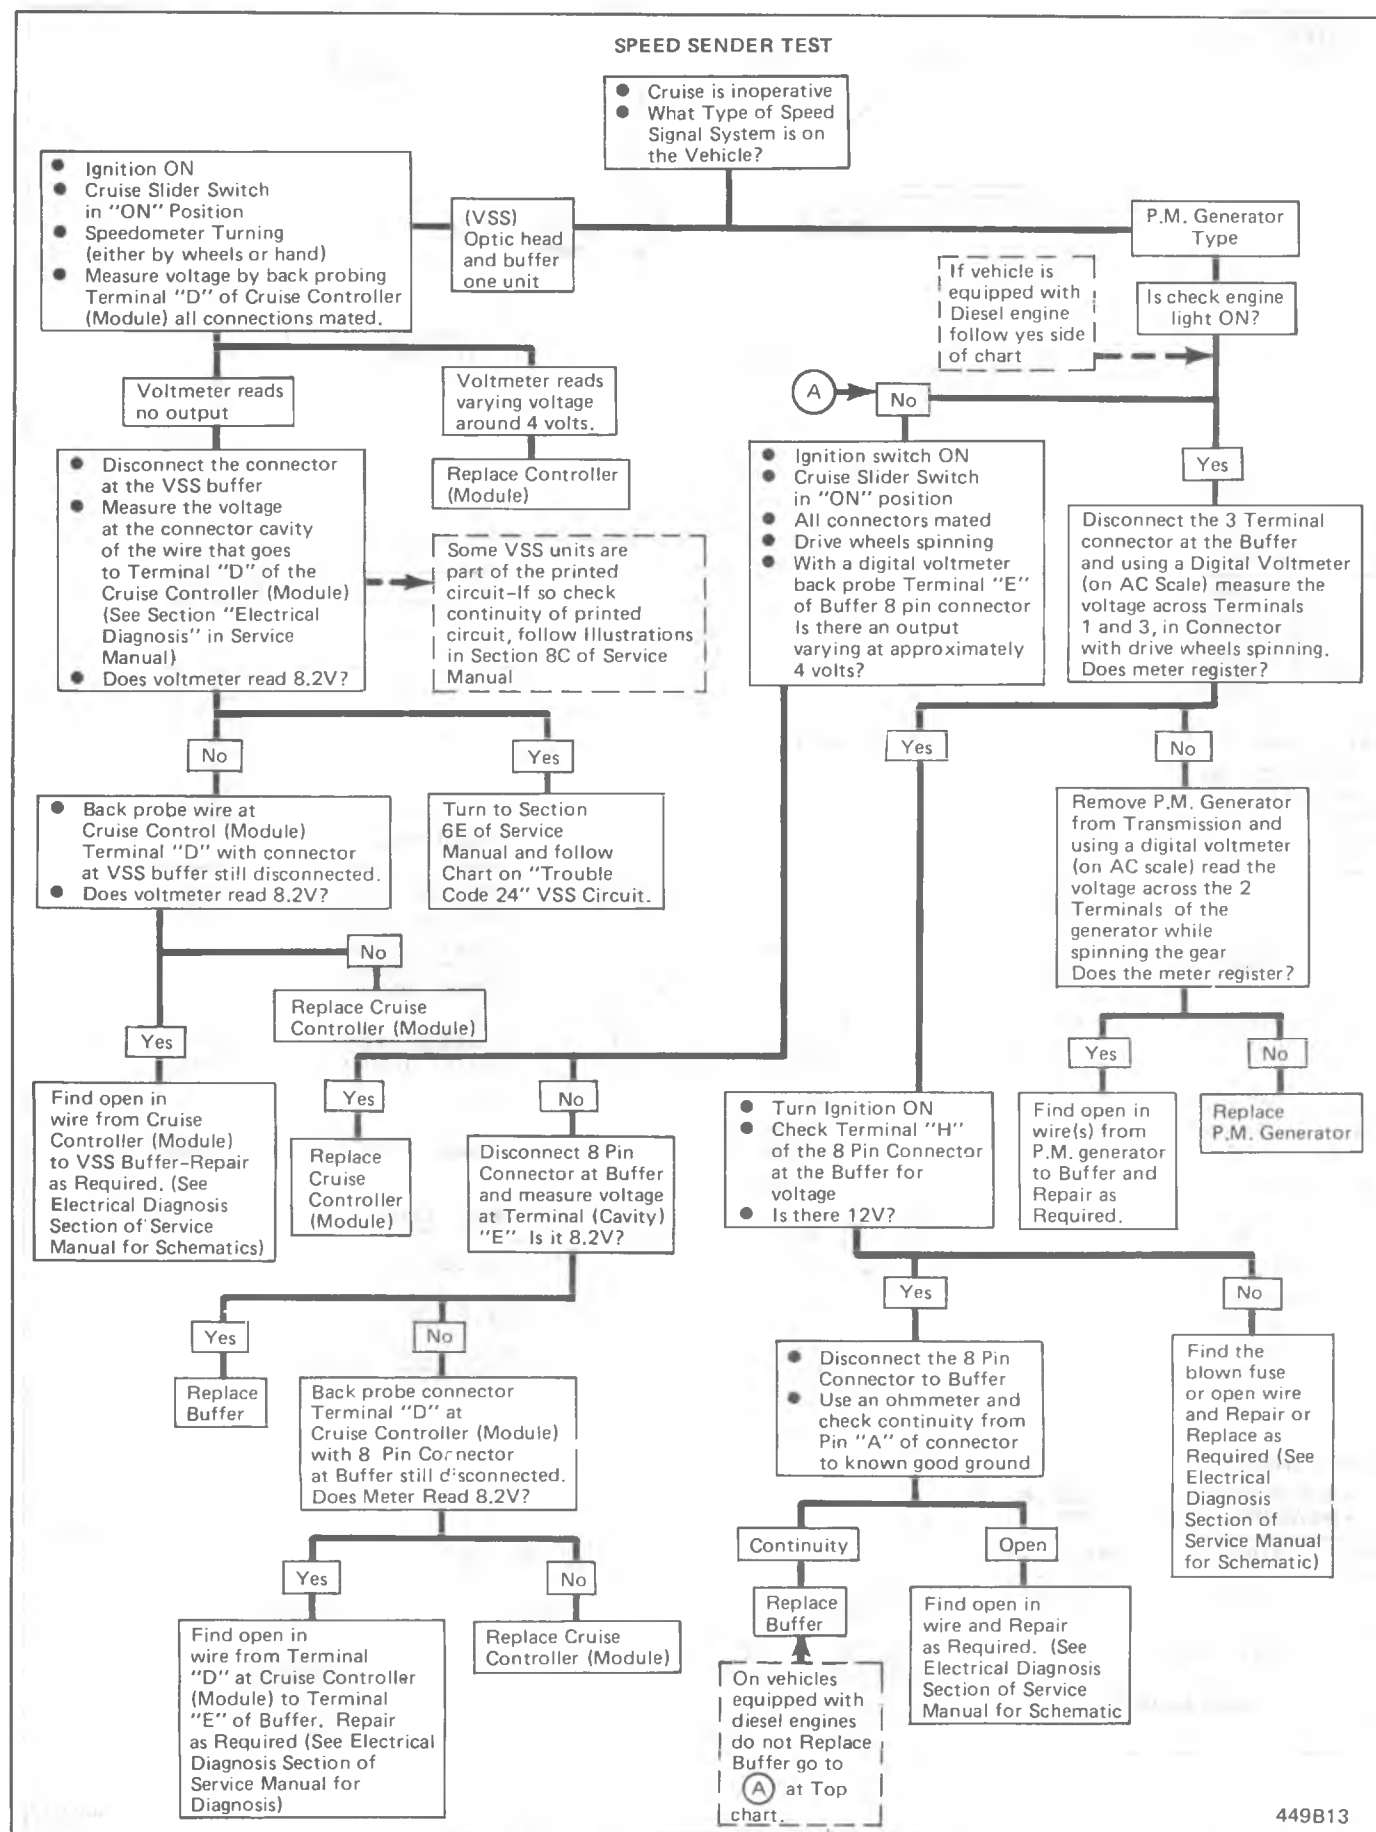 SPEED SENDER TEST
● Cruise is inoperative
● What Type of Speed
Signal System is on
the Vehicle?
● Ignition ON
● Cruise Slider Switch
in "ON" Position
● Speedometer Turning
(either by wheels or hand)
● Measure voltage by back probing
Terminal "D" of Cruise Controller
(Module) all connections mated.
(VSS)
Optic head
and buffer
one unit
P.M. Generator
Type
If vehicle is
equipped with
Diesel engine
follow yes side
of chart
Is check engine
light ON?
Voltmeter reads
no output
Voltmeter reads
varying voltage
around 4 volts.
A
No
Yes
Replace Controller
(Module)
● Disconnect the connector
at the VSS buffer
● Measure the voltage
at the connector cavity
of the wire that goes
to Terminal "D" of the
Cruise Controller (Module)
(See Section "Electrical
Diagnosis" in Service
Manual)
● Does voltmeter read 8.2V?
Some VSS units are
part of the printed
circuit-If so check
continuity of printed
circuit, follow Illustrations
in Section 8C of Service
Manual
● Ignition switch ON
● Cruise Slider Switch
in "ON" position
● All connectors mated
● Drive wheels spinning
● With a digital voltmeter
back probe Terminal "E"
of Buffer 8 pin connector
Is there an output
varying at approximately
4 volts?
Disconnect the 3 Terminal
connector at the Buffer
and using a Digital Voltmeter
(on AC Scale) measure the
voltage across Terminals
1 and 3, in Connector
with drive wheels spinning.
Does meter register?
No
Yes
Yes
No
● Back probe wire at
Cruise Control (Module)
Terminal "D" with connector
at VSS buffer still disconnected.
● Does voltmeter read 8.2V?
Turn to Section
6E of Service
Manual and follow
Chart on "Trouble
Code 24" VSS Circuit.
Remove P.M. Generator
from Transmission and
using a digital voltmeter
(on AC scale) read the
voltage across the 2
Terminals of the
generator while
spinning the gear
Does the meter register?
No
Replace Cruise
Controller (Module)
Yes
Yes
No
Yes
No
Find open in
wire from Cruise
Controller (Module)
to VSS Buffer-Repair
as Required. (See
Electrical Diagnosis
Section of Service
Manual for Schematics)
Replace
Cruise
Controller
(Module)
Disconnect 8 Pin
Connector at Buffer
and measure voltage
at Terminal (Cavity)
"E" Is it 8.2V?
● Turn Ignition ON
● Check Terminal "H"
of the 8 Pin Connector
at the Buffer for
voltage
● Is there 12V?
Find open in
wire(s) from
P.M. generator
to Buffer and
Repair as
Required.
Replace
P.M. Generator
Yes
No
Yes
No
Replace
Buffer
Back probe connector
Terminal "D" at
Cruise Controller (Module)
with 8 Pin Connector
at Buffer still disconnected.
Does Meter Read 8.2V?
● Disconnect the 8 Pin
Connector to Buffer
● Use an ohmmeter and
check continuity from
Pin "A" of connector
to known good ground
Find the
blown fuse
or open wire
and Repair or
Replace as
Required (See
Electrical
Diagnosis
Section of
Service Manual
for Schematic)
Yes
No
Continuity
Open
Find open in
wire from Terminal
"D" at Cruise Controller
(Module) to Terminal
"E" of Buffer. Repair
as Required (See Electrical
Diagnosis Section of
Service Manual for
Diagnosis)
Replace Cruise
Controller (Module)
Replace
Buffer
Find open in
wire and Repair
as Required. (See
Electrical Diagnosis
Section of Service
Manual for Schematic
On vehicles
equipped with
diesel engines
do not Replace
Buffer go to
A at Top
chart.
449B13